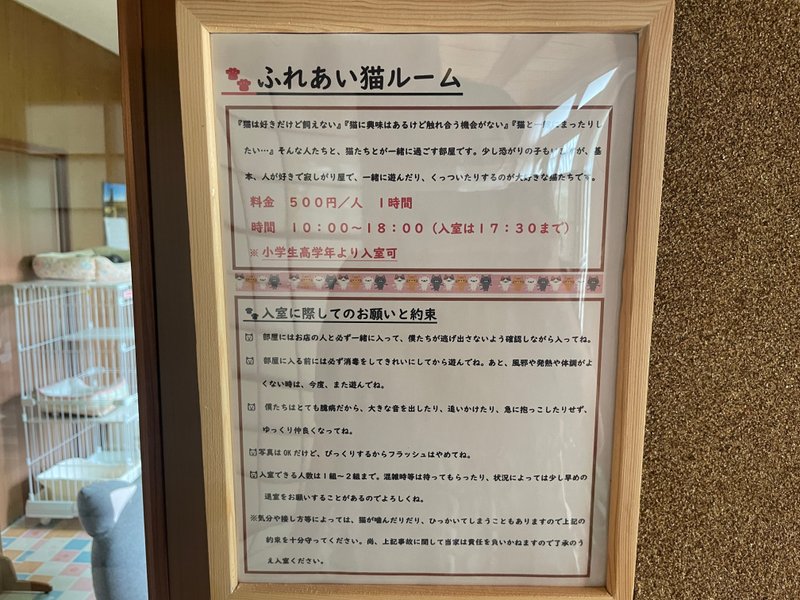 ふれあい猫ルーム
『猫は好きだけど飼えない』『猫に興味はあるけど触れ合う機会がない』『猫と一緒にまったりし
たい…』そんな人たちと、猫たちとが一緒に過ごす部屋です。少し恐がりの子もいますが、基
本、人が好きで寂しがり屋で、一緒に遊んだり、くっついたりするのが大好きな猫たちです。
料金　５００円／人　１時間
時間　１０：００～１８：００（入室は１７：３０まで）
※小学生高学年より入室可
入室に際してのお願いと約束
部屋にはお店の人と必ず一緒に入って、僕たちが逃げ出さないよう確認しながら入ってね。
部屋に入る前には必ず消毒をしてきれいにしてから遊んでね。あと、風邪や発熱や体調がよ
くない時は、今度、また遊んでね。
僕たちはとても臆病だから、大きな音を出したり、追いかけたり、急に抱っこしたりせず、
ゆっくり仲良くなってね。
写真はOKだけど、びっくりするからフラッシュはやめてね。
入室できる人数は１組～２組まで。混雑時等は待ってもらったり、状況によっては少し早めの
退室をお願いすることがあるのでよろしくね。
※気分や接し方等によっては、猫が噛んだりだり、ひっかいてしまうこともありますので上記の
約束を十分守ってください。尚、上記事故に関して当家は責任を負いかねますので了承のう
え入室ください。